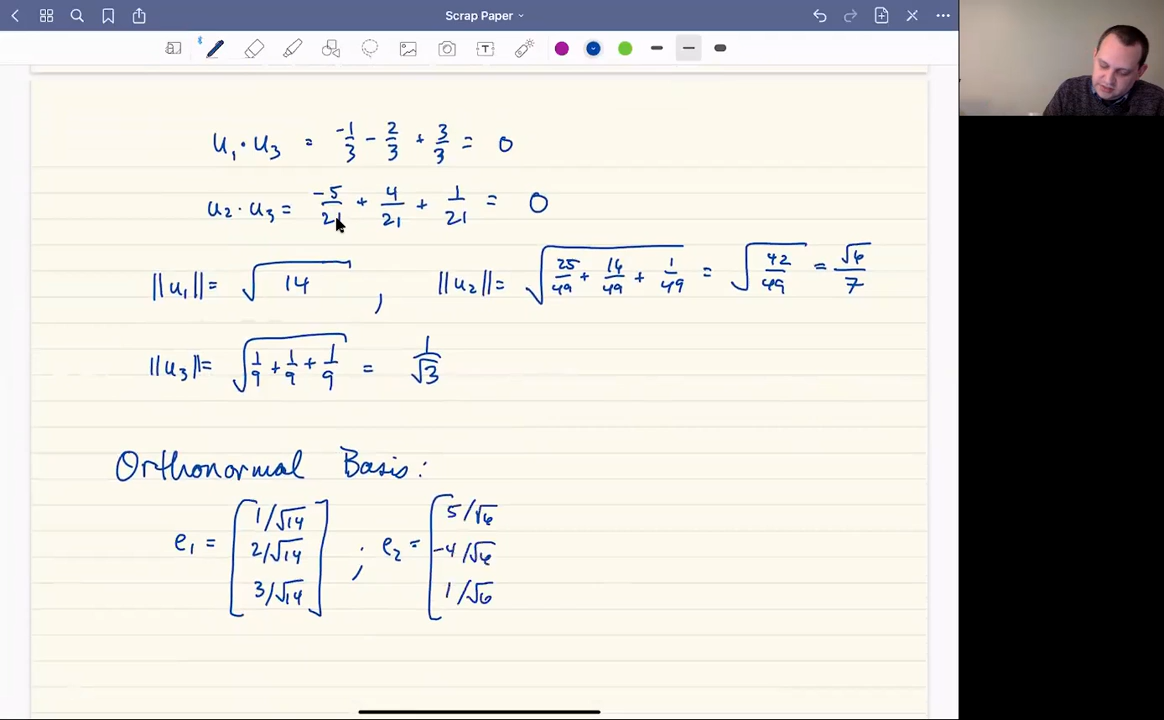 Scrap Paper
u₁ · u₃ = -1/3 - 2/3 + 3/3 = 0
u₂ · u₃ = -5/21 + 4/21 + 1/21 = 0
||u₁|| = √14 , ||u₂|| = √(25/49 + 16/49 + 1/49) = √(42/49) = √6/7
||u₃|| = √(1/9 + 1/9 + 1/9) = 1/√3
Orthonormal Basis:
e₁ = [1/√14 2/√14 3/√14] ; e₂ = [5/√6 -4/√6 1/√6